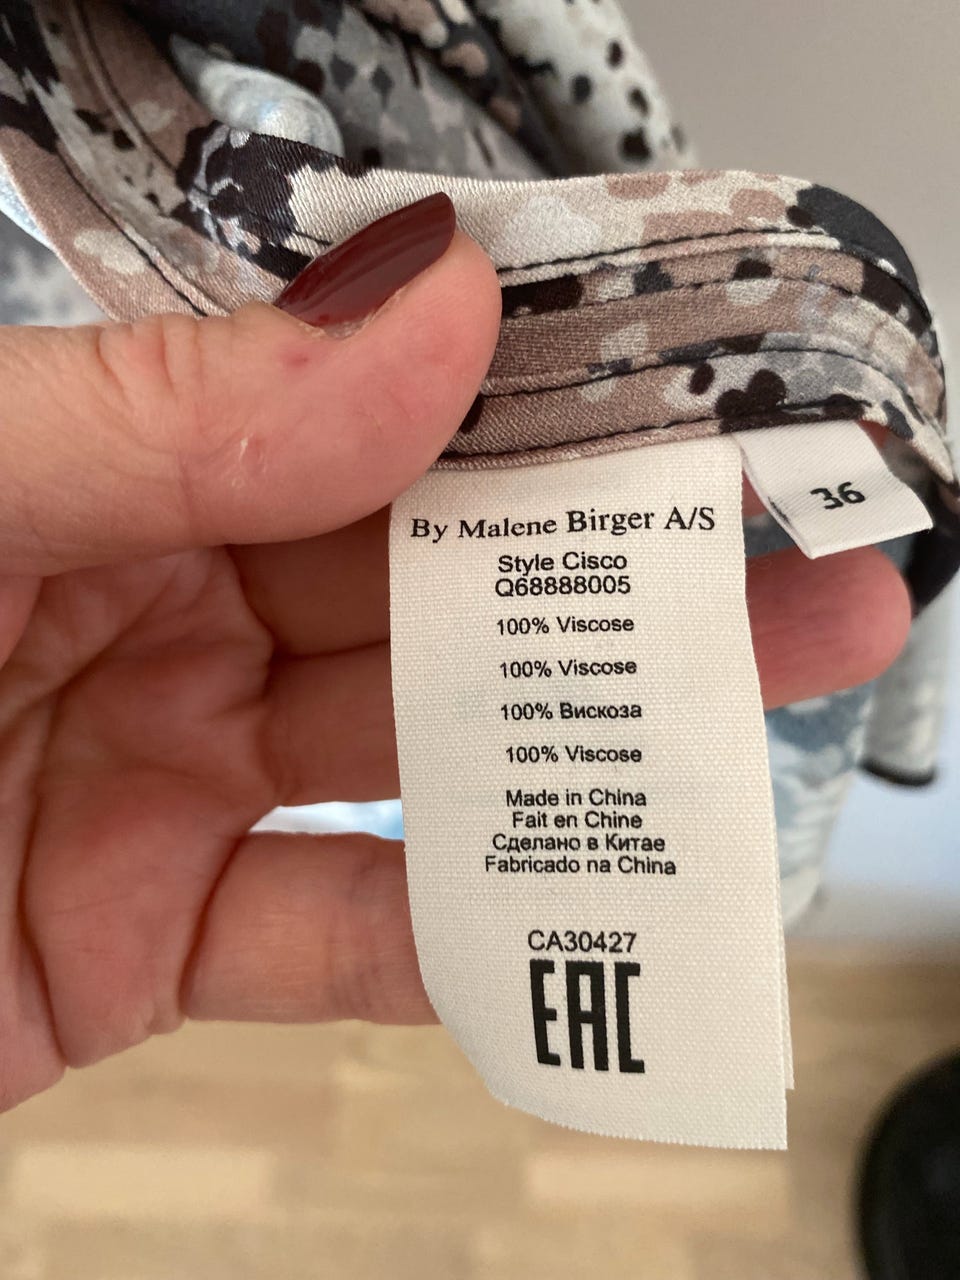 By Malene Birger A/S
Style Cisco
Q68888005
100% Viscose
100% Viscose
100% Вискоза
100% Viscose
Made in China
Fait en Chine
Сделано в Китае
Fabricado na China
CA30427
EAC
36